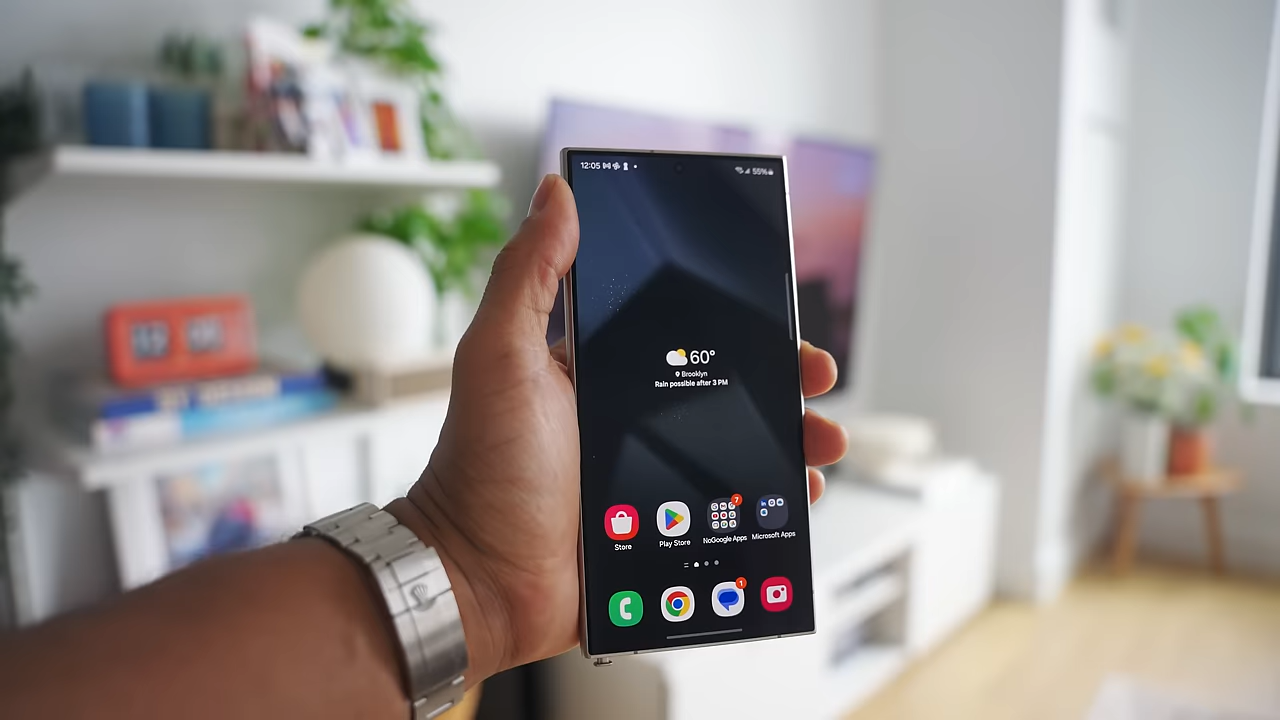 12:05
55%
60°
Brooklyn
Rain possible after 3 PM
7
Store
Play Store
NoGoogle Apps
Microsoft Apps
1